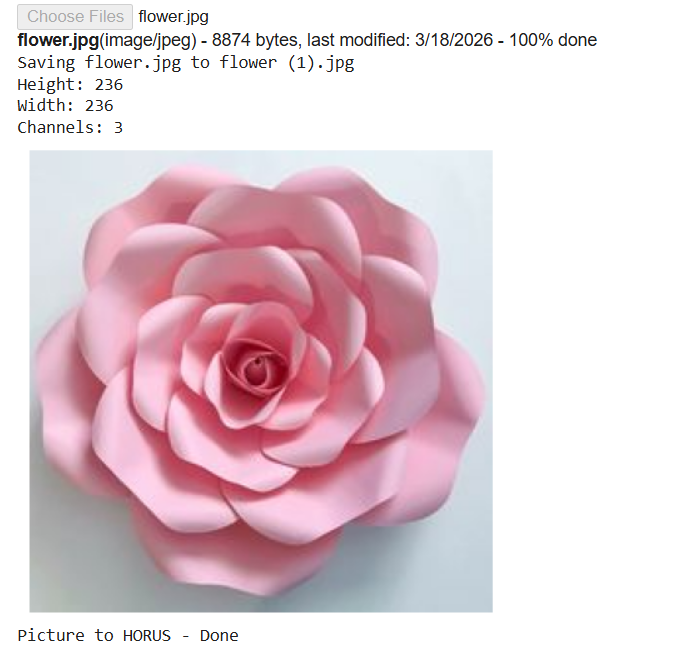 Choose Files flower.jpg
flower.jpg(image/jpeg) - 8874 bytes, last modified: 3/18/2026 - 100% done
Saving flower.jpg to flower (1).jpg
Height: 236
Width: 236
Channels: 3
Picture to HORUS - Done